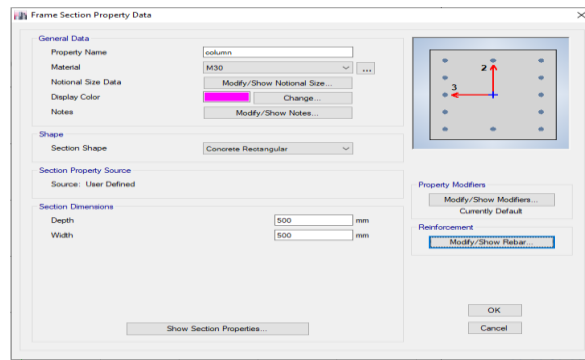 Frame Section Property Data
General Data
Property Name column
Material M30 ...
Notional Size Data Modify/Show Notional Size...
Display Color Change...
Notes Modify/Show Notes...
Shape
Section Shape Concrete Rectangular
Section Property Source
Source: User Defined
Section Dimensions
Depth 500 mm
Width 500 mm
Show Section Properties...
2
3
Property Modifiers
Modify/Show Modifiers...
Currently Default
Reinforcement
Modify/Show Rebar...
OK
Cancel